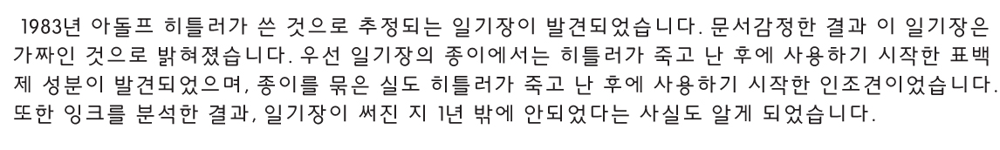 1983년 아돌프 히틀러가 쓴 것으로 추정되는 일기장이 발견되었습니다. 문서감정한 결과 이 일기장은
가짜인 것으로 밝혀졌습니다. 우선 일기장의 종이에서는 히틀러가 죽고 난 후에 사용하기 시작한 표백
제 성분이 발견되었으며, 종이를 묶은 실도 히틀러가 죽고 난 후에 사용하기 시작한 인조견이었습니다.
또한 잉크를 분석한 결과, 일기장이 써진 지 1년 밖에 안되었다는 사실도 알게 되었습니다.